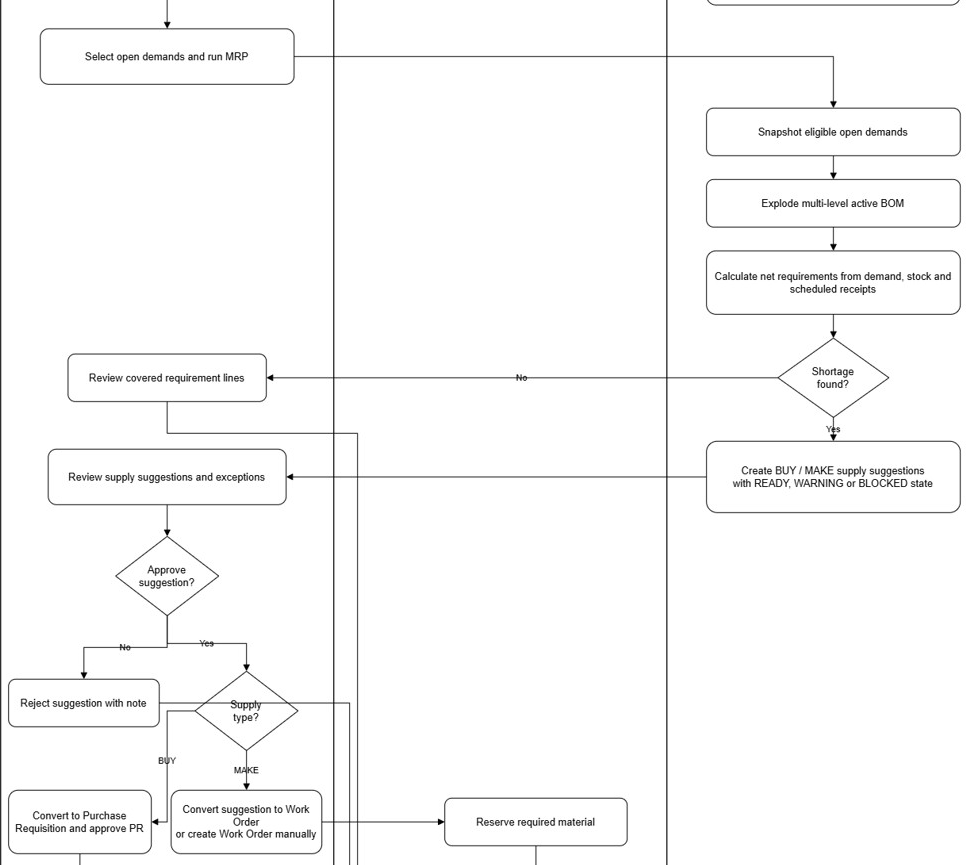 Select open demands and run MRP
Snapshot eligible open demands
Explode multi-level active BOM
Calculate net requirements from demand, stock and
scheduled receipts
Shortage
found?
No
Review covered requirement lines
Yes
Create BUY / MAKE supply suggestions
with READY, WARNING or BLOCKED state
Review supply suggestions and exceptions
Approve
suggestion?
No
Yes
Reject suggestion with note
Supply
type?
BUY
MAKE
Convert to Purchase
Requisition and approve PR
Convert suggestion to Work
Order
or create Work Order manually
Reserve required material